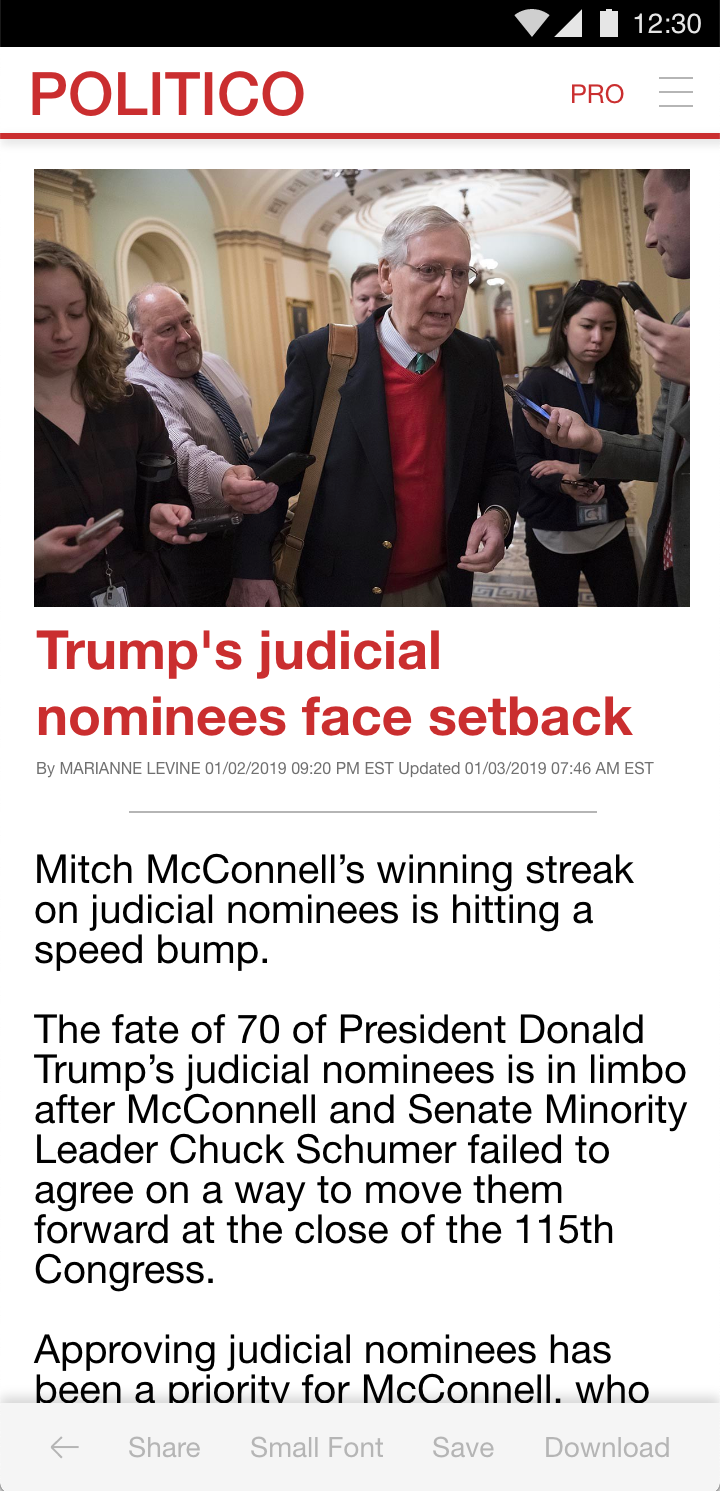 12:30
POLITICO
PRO
Trump's judicial
nominees face setback
By MARIANNE LEVINE 01/02/2019 09:20 PM EST Updated 01/03/2019 07:46 AM EST
Mitch McConnell’s winning streak
on judicial nominees is hitting a
speed bump.
The fate of 70 of President Donald
Trump’s judicial nominees is in limbo
after McConnell and Senate Minority
Leader Chuck Schumer failed to
agree on a way to move them
forward at the close of the 115th
Congress.
Approving judicial nominees has
been a priority for McConnell, who
Share Small Font Save Download